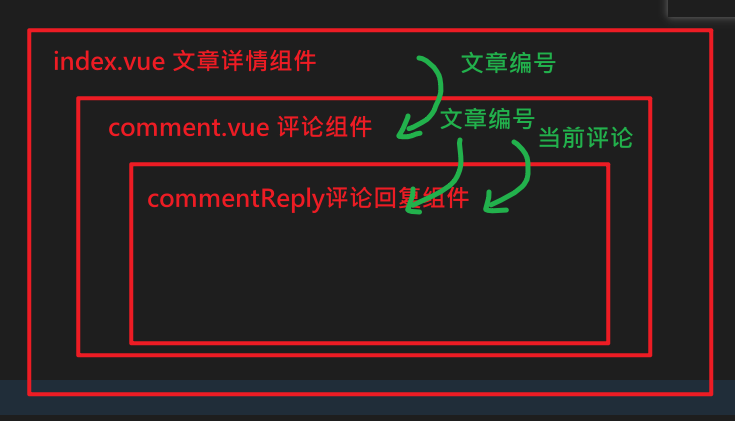 index.vue 文章详情组件
文章编号
comment.vue 评论组件
文章编号
当前评论
commentReply评论回复组件